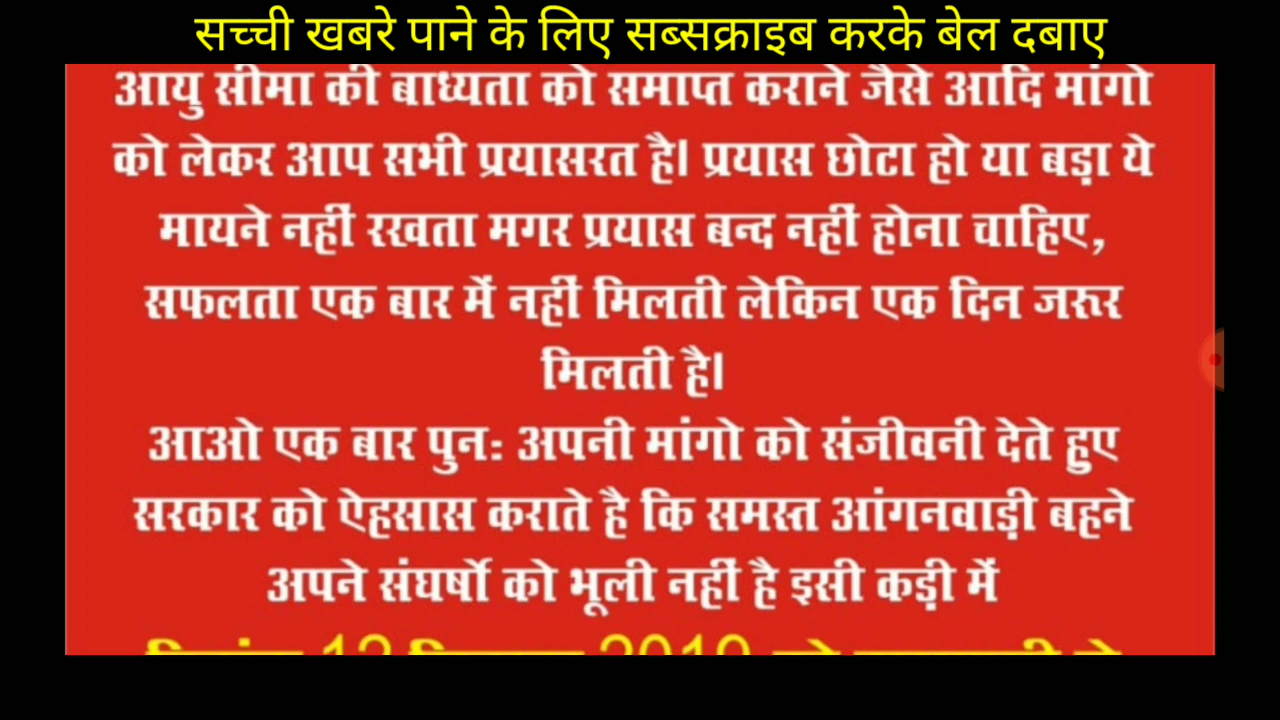 सच्ची खबरे पाने के लिए सब्सक्राइब करके बेल दबाए
आयु सीमा की बाध्यता को समाप्त कराने जैसे आदि मांगो
को लेकर आप सभी प्रयासरत है। प्रयास छोटा हो या बड़ा ये
मायने नहीं रखता मगर प्रयास बन्द नहीं होना चाहिए,
सफलता एक बार में नहीं मिलती लेकिन एक दिन जरूर
मिलती है।
आओ एक बार पुनः अपनी मांगो को संजीवनी देते हुए
सरकार को ऐहसास कराते है कि समस्त आंगनवाड़ी बहने
अपने संघर्षो को भूली नहीं है इसी कड़ी में